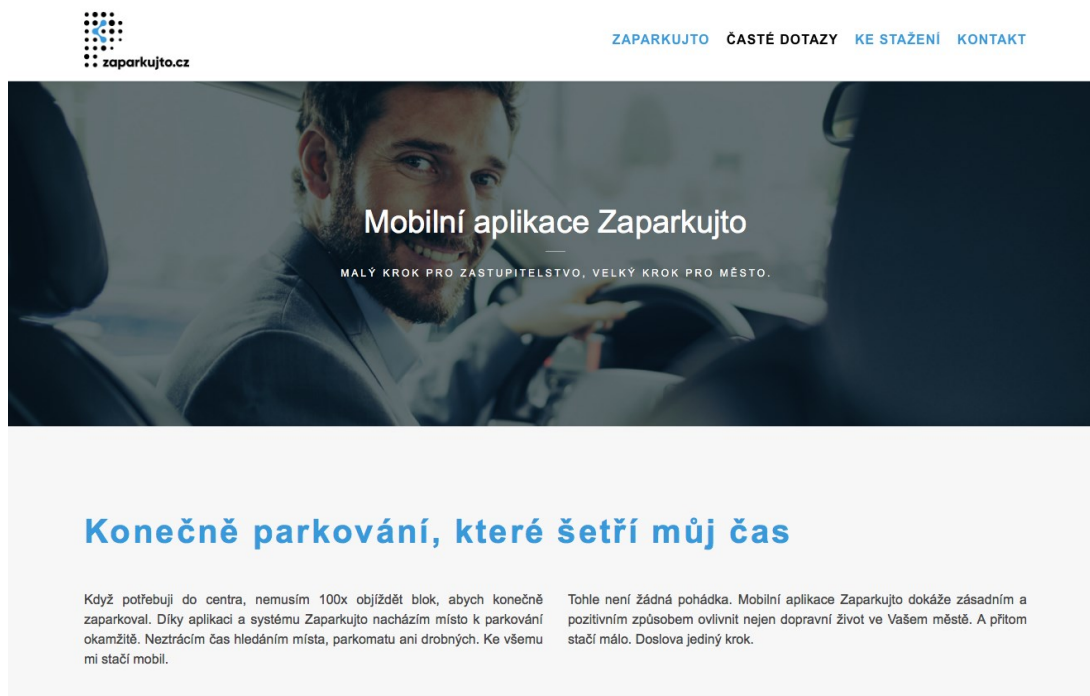 zaparkujto.cz
ZAPARKUJTO ČASTÉ DOTAZY KE STAŽENÍ KONTAKT
Mobilní aplikace Zaparkujto
MALÝ KROK PRO ZASTUPITELSTVO, VELKÝ KROK PRO MĚSTO.
Konečně parkování, které šetří můj čas
Když potřebuji do centra, nemusím 100x objíždět blok, abych konečně
zaparkoval. Díky aplikaci a systému Zaparkujto nacházím místo k parkování
okamžitě. Neztrácím čas hledáním místa, parkomatu ani drobných. Ke všemu
mi stačí mobil.
Tohle není žádná pohádka. Mobilní aplikace Zaparkujto dokáže zásadním a
pozitivním způsobem ovlivnit nejen dopravní život ve Vašem městě. A přitom
stačí málo. Doslova jediný krok.